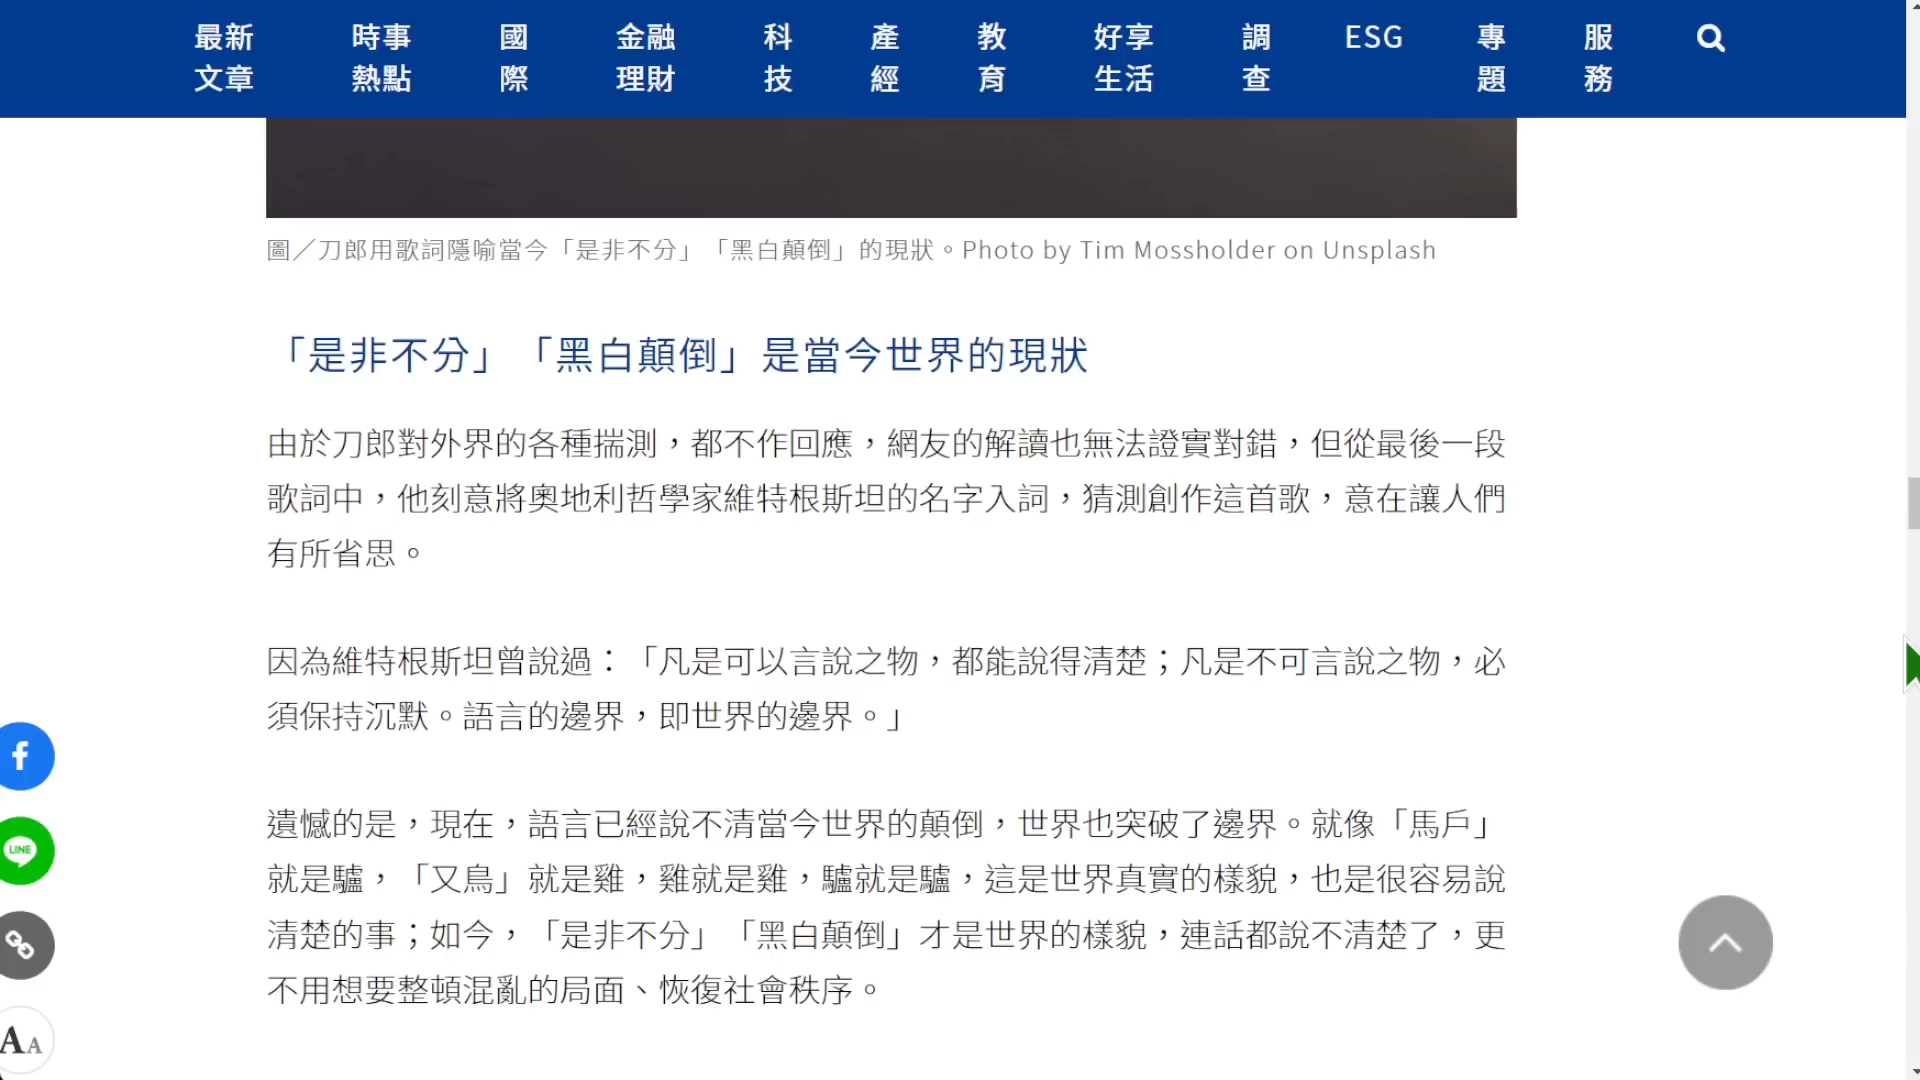 最新 時事 國 金融 科 產 教 好享 調 ESG 專 服
文章 熱點 際 理財 技 經 育 生活 查 題 務
圖／刀郎用歌詞隱喻當今「是非不分」「黑白顛倒」的現狀。Photo by Tim Mossholder on Unsplash
「是非不分」「黑白顛倒」是當今世界的現狀
由於刀郎對外界的各種揣測，都不作回應，網友的解讀也無法證實對錯，但從最後一段
歌詞中，他刻意將奧地利哲學家維特根斯坦的名字入詞，猜測創作這首歌，意在讓人們
有所省思。
因為維特根斯坦曾說過：「凡是可以言說之物，都能說得清楚；凡是不可言說之物，必
須保持沉默。語言的邊界，即世界的邊界。」
遺憾的是，現在，語言已經說不清當今世界的顛倒，世界也突破了邊界。就像「馬戶」
就是驢，「又鳥」就是雞，雞就是雞，驢就是驢，這是世界真實的樣貌，也是很容易說
清楚的事；如今，「是非不分」「黑白顛倒」才是世界的樣貌，連話都說不清楚了，更
不用想要整頓混亂的局面、恢復社會秩序。
f
LINE
AA